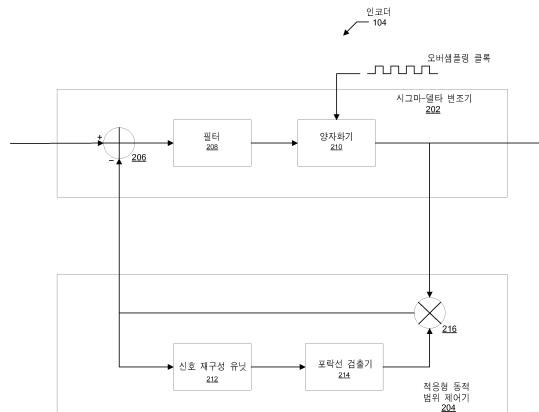 인코더
104
오버샘플링 클록
시그마-델타 변조기
202
+
-
206
필터
208
양자화기
210
216
신호 재구성 유닛
212
포락선 검출기
214
적응형 동적
범위 제어기
204